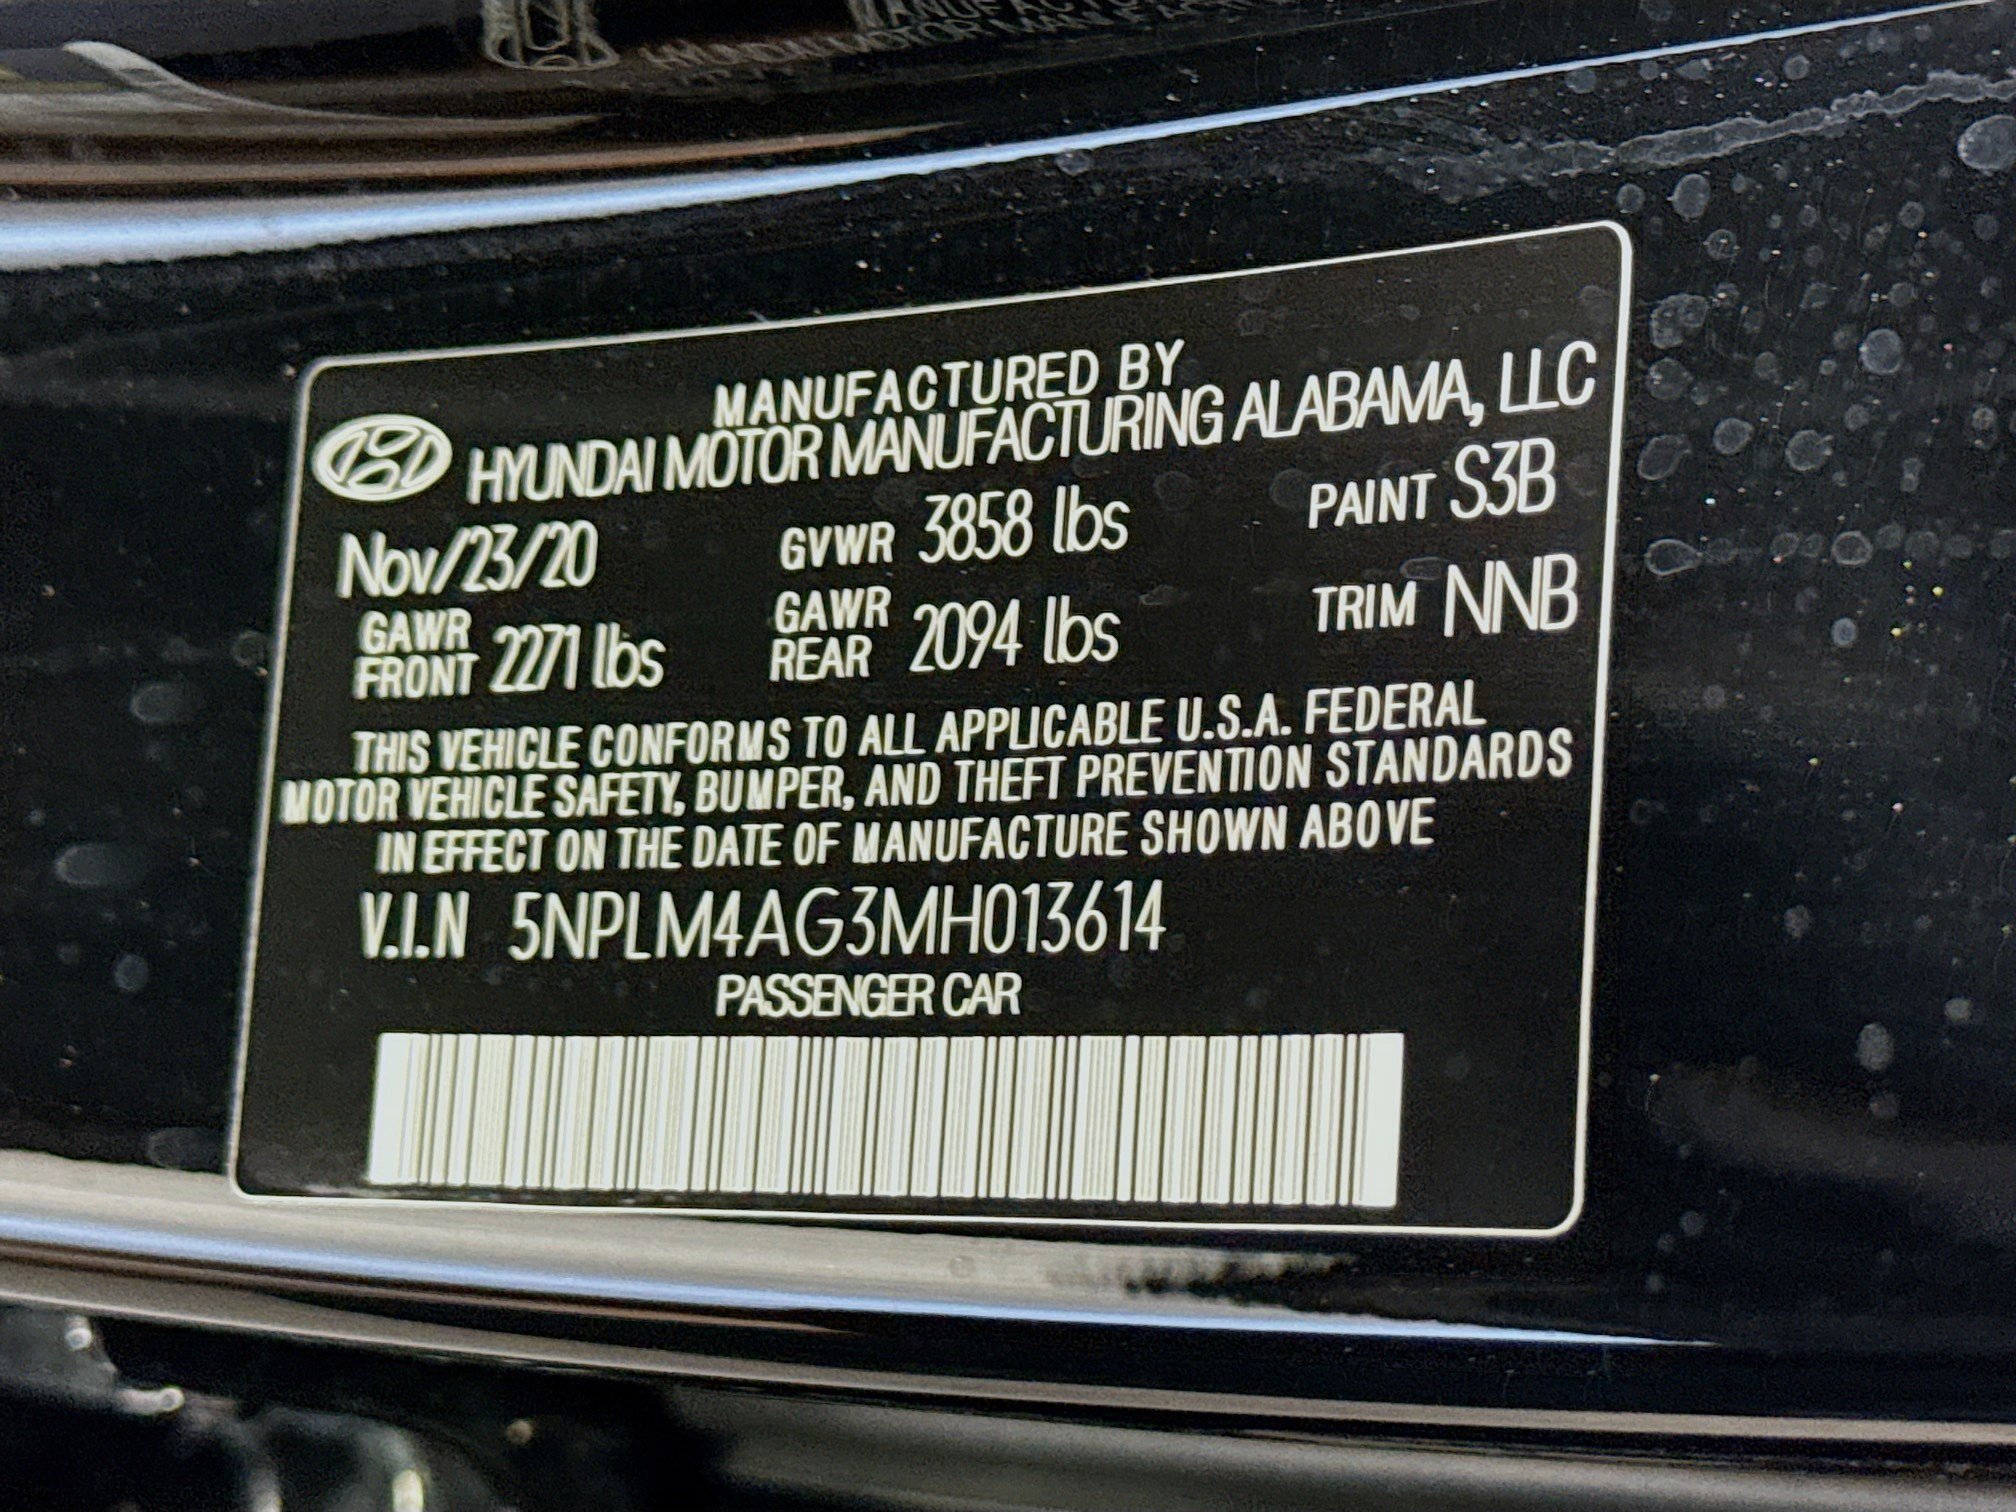 MANUFACTURED BY
HYUNDAI MOTOR MANUFACTURING ALABAMA, LLC
Nov/23/20 GVWR 3858 lbs PAINT S3B
GAWR FRONT 2271 lbs GAWR REAR 2094 lbs TRIM NNB
THIS VEHICLE CONFORMS TO ALL APPLICABLE U.S.A. FEDERAL
MOTOR VEHICLE SAFETY, BUMPER, AND THEFT PREVENTION STANDARDS
IN EFFECT ON THE DATE OF MANUFACTURE SHOWN ABOVE
V.I.N 5NPLM4AG3MH013614
PASSENGER CAR